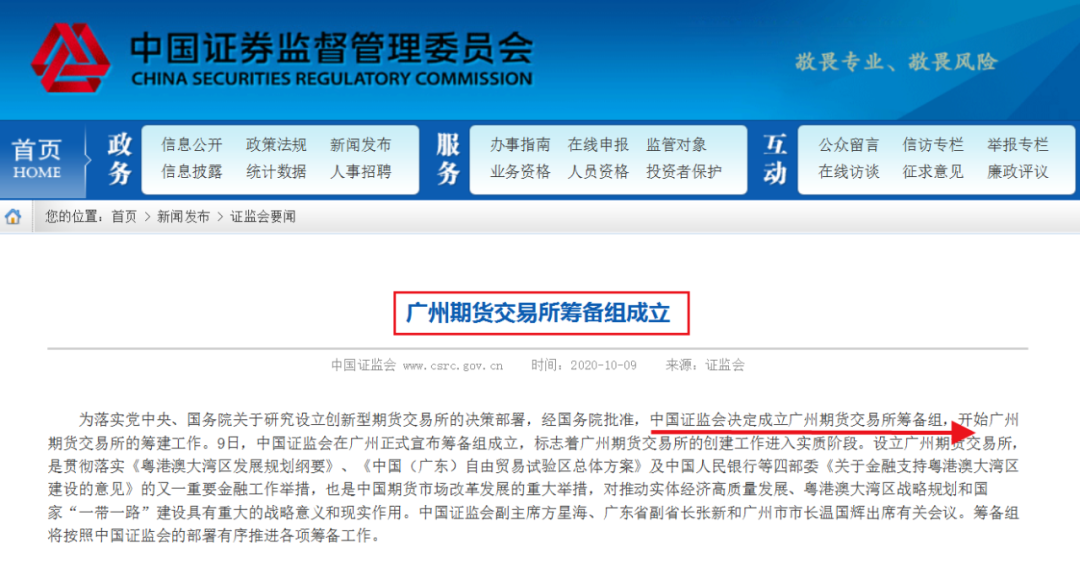 中国证券监督管理委员会
CHINA SECURITIES REGULATORY COMMISSION
敬畏专业、敬畏风险
首页
HOME
政务
信息公开 政策法规 新闻发布
信息披露 统计数据 人事招聘
服务
办事指南 在线申报 监管对象
业务资格 人员资格 投资者保护
互动
公众留言 信访专栏 举报专栏
在线访谈 征求意见 廉政评议
您的位置：首页 > 新闻发布 > 证监会要闻
广州期货交易所筹备组成立
中国证监会 www.csrc.gov.cn 时间：2020-10-09 来源：证监会
为落实党中央、国务院关于研究设立创新型期货交易所的决策部署，经国务院批准，中国证监会决定成立广州期货交易所筹备组，开始广州
期货交易所的筹建工作。9日，中国证监会在广州正式宣布筹备组成立，标志着广州期货交易所的创建工作进入实质阶段。设立广州期货交易所，
是贯彻落实《粤港澳大湾区发展规划纲要》、《中国（广东）自由贸易试验区总体方案》及中国人民银行等四部委《关于金融支持粤港澳大湾区
建设的意见》的又一重要金融工作举措，也是中国期货市场改革发展的重大举措，对推动实体经济高质量发展、粤港澳大湾区战略规划和国
家“一带一路”建设具有重大的战略意义和现实作用。中国证监会副主席方星海、广东省副省长张新和广州市市长温国辉出席有关会议。筹备组
将按照中国证监会的部署有序推进各项筹备工作。